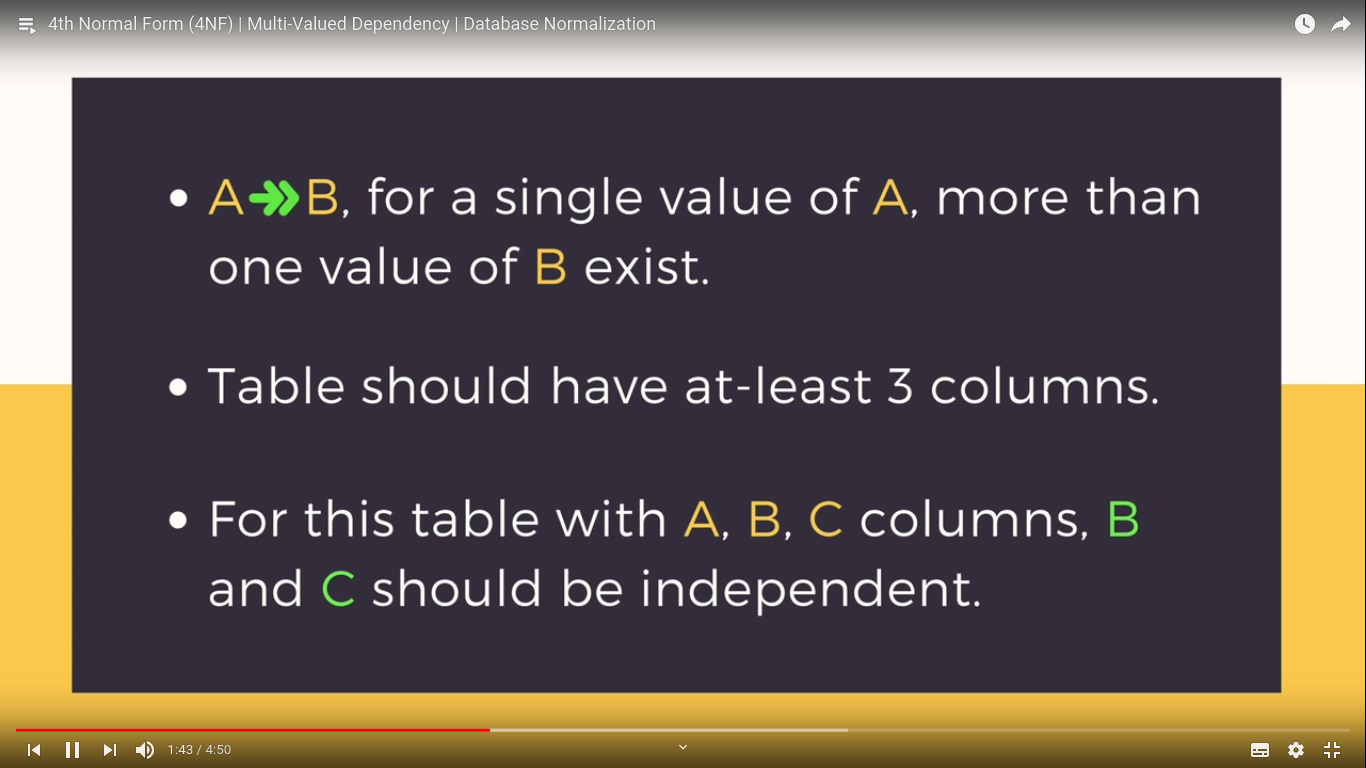 4th Normal Form (4NF) | Multi-Valued Dependency | Database Normalization
• A↠B, for a single value of A, more than
one value of B exist.
• Table should have at-least 3 columns.
• For this table with A, B, C columns, B
and C should be independent.
1:43 / 4:50